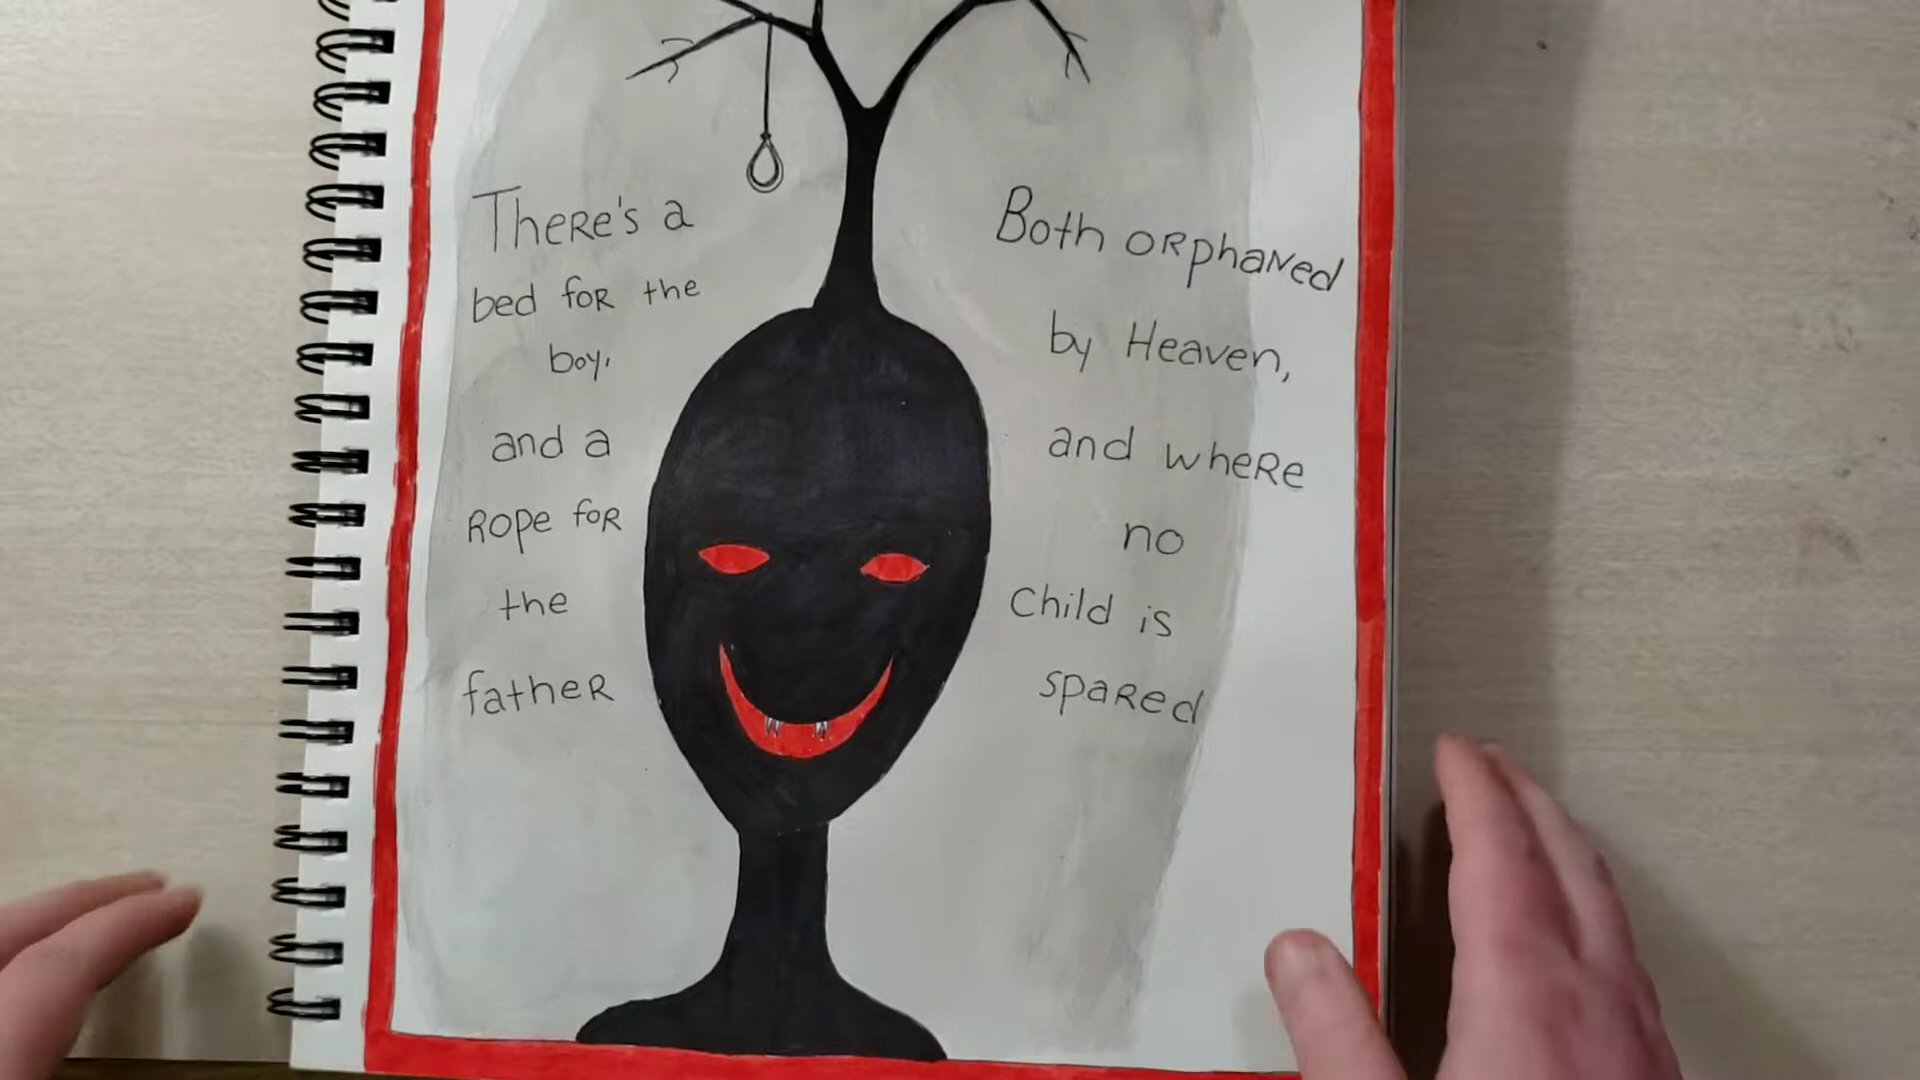 There's a
bed for the
boy,
and a
Rope for
the
father
Both orphaned
by Heaven,
and where
no
Child is
spared